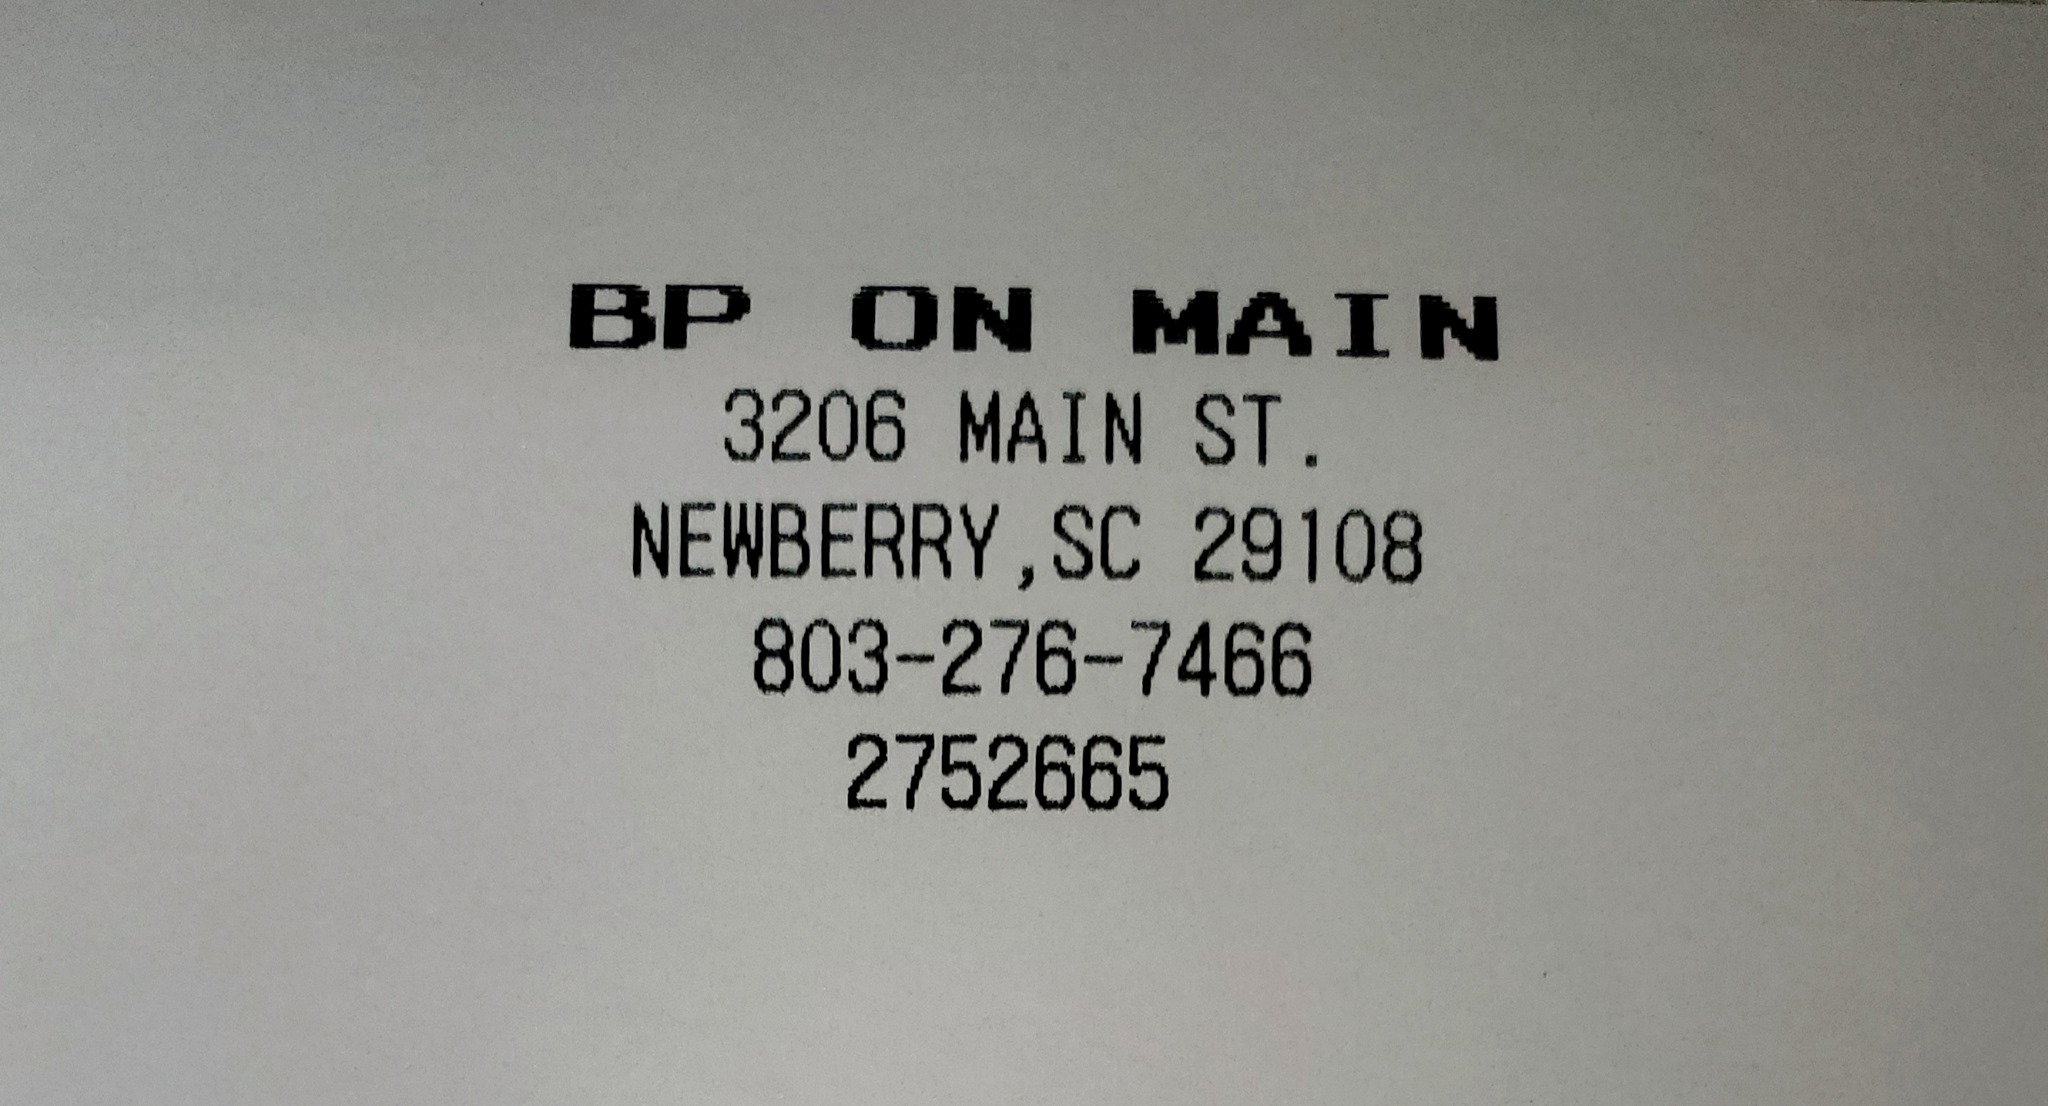 BP ON MAIN
3206 MAIN ST.
NEWBERRY,SC 29108
803-276-7466
2752665